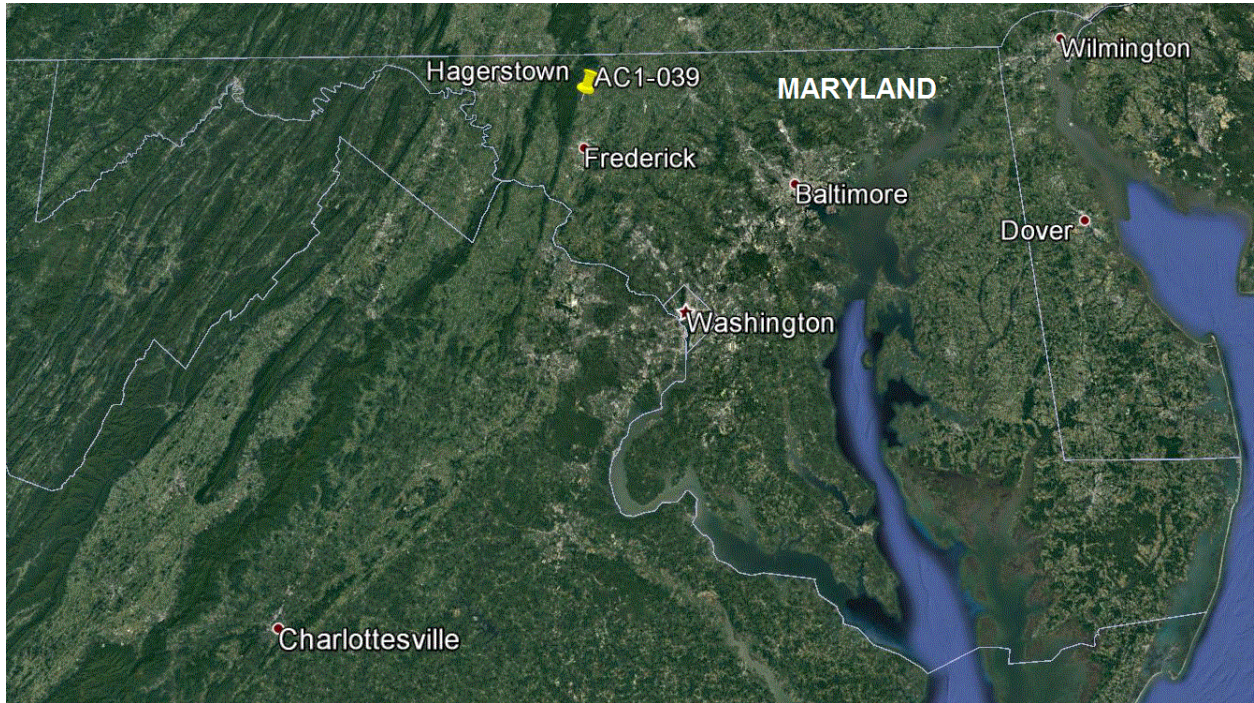 Wilmington
Hagerstown
AC1-039
MARYLAND
Frederick
Baltimore
Dover
Washington
Charlottesville